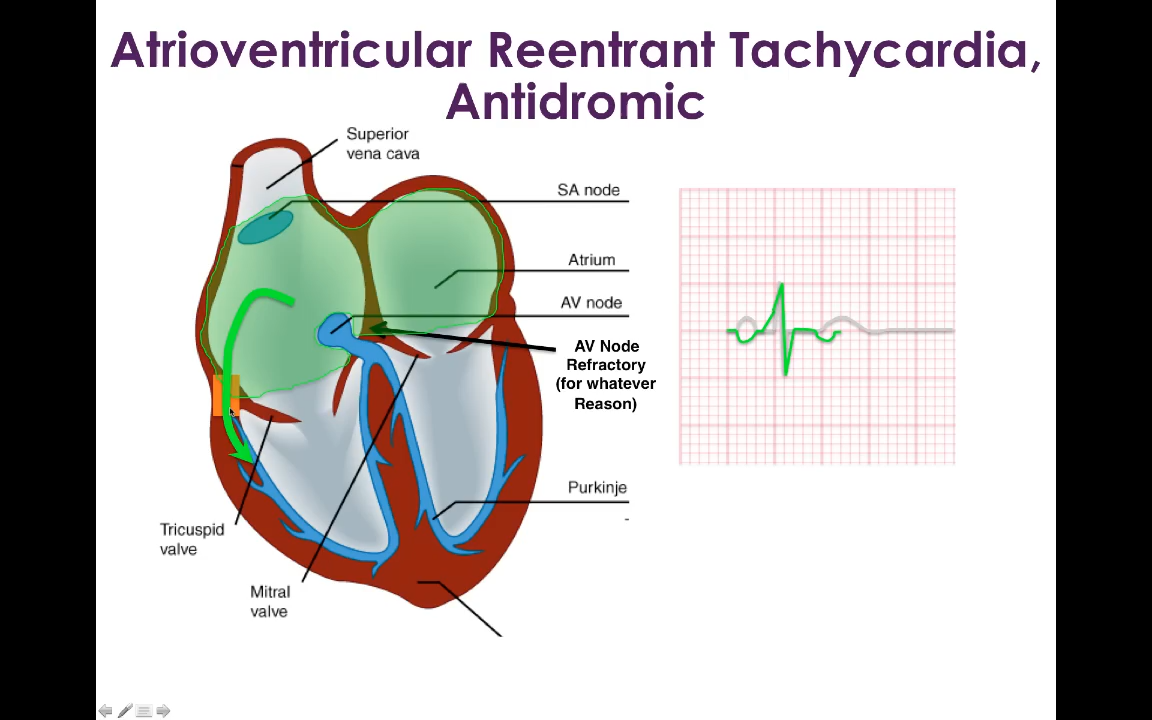 Atrioventricular Reentrant Tachycardia,
Antidromic
Superior
vena cava
SA node
Atrium
AV node
AV Node
Refractory
(for whatever
Reason)
Purkinje
Tricuspid
valve
Mitral
valve